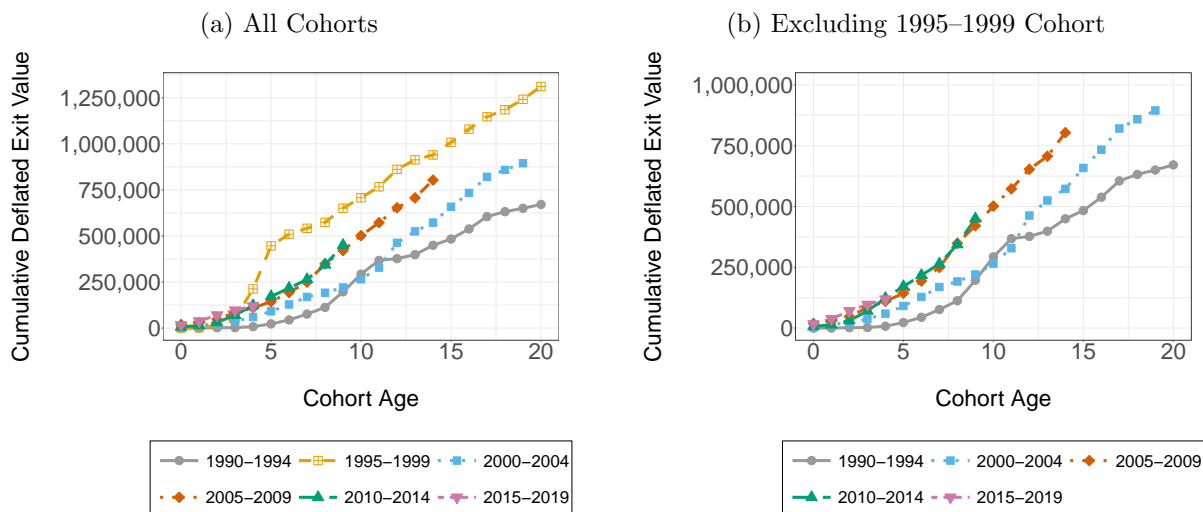 (a) All Cohorts
Cumulative Deflated Exit Value
1,250,000
1,000,000
750,000
500,000
250,000
0
0 5 10 15 20
Cohort Age
1990–1994 1995–1999 2000–2004
2005–2009 2010–2014 2015–2019
(b) Excluding 1995–1999 Cohort
Cumulative Deflated Exit Value
1,000,000
750,000
500,000
250,000
0
0 5 10 15 20
Cohort Age
1990–1994 2000–2004 2005–2009
2010–2014 2015–2019